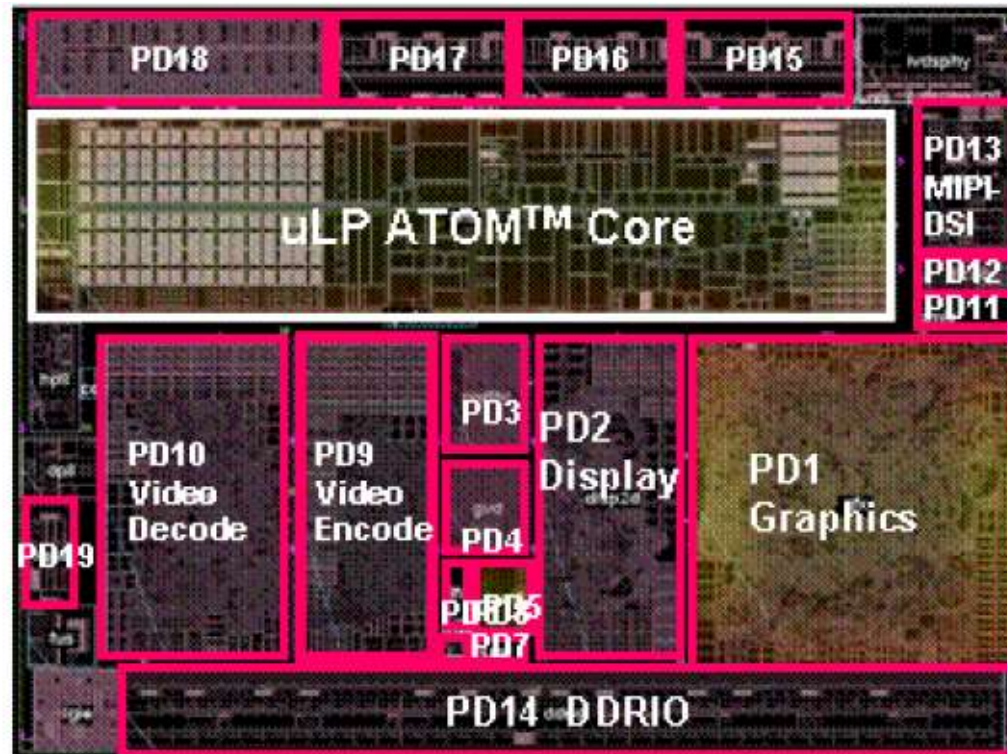 PD18
PD17
PD16
PD15
PD13
MIPI-
DSI
uLP ATOM™ Core
PD12
PD11
PD3
PD10
Video
Decode
PD9
Video
Encode
PD2
Display
PD1
Graphics
PD4
PD19
PD5
PD7
PD14 DDRIO